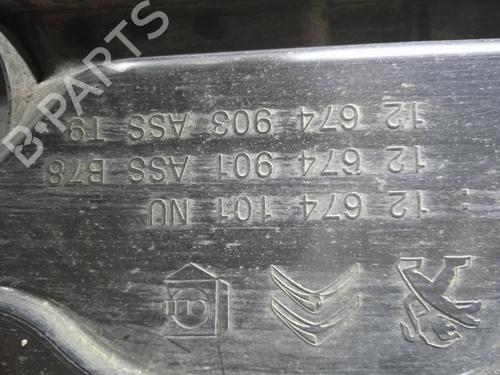 : 12 674 101 NU
12 674 901 ASS B78
12 674 903 ASS T9
B-PARTS